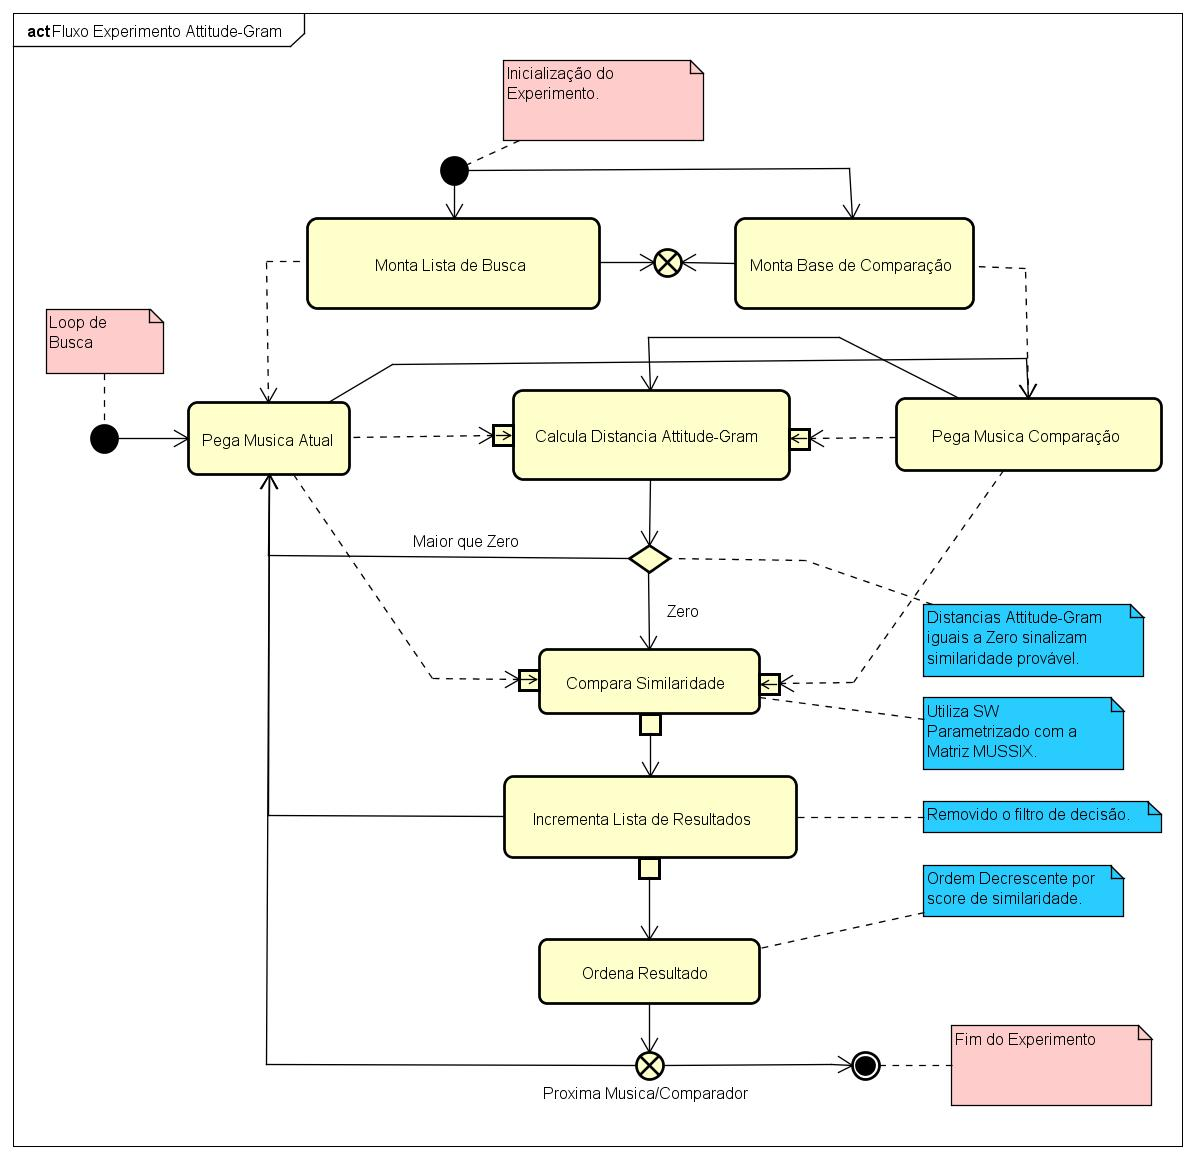 act Fluxo Experimento Attitude-Gram
Inicialização do
Experimento.
Monta Lista de Busca
Monta Base de Comparação
Loop de
Busca
Pega Musica Atual
Calcula Distancia Attitude-Gram
Pega Musica Comparação
Maior que Zero
Zero
Distancias Attitude-Gram
iguais a Zero sinalizam
similaridade provável.
Compara Similaridade
Utiliza SW
Parametrizado com a
Matriz MUSSIX.
Incrementa Lista de Resultados
Removido o filtro de decisão.
Ordem Decrescente por
score de similaridade.
Ordena Resultado
Fim do Experimento
Proxima Musica/Comparador